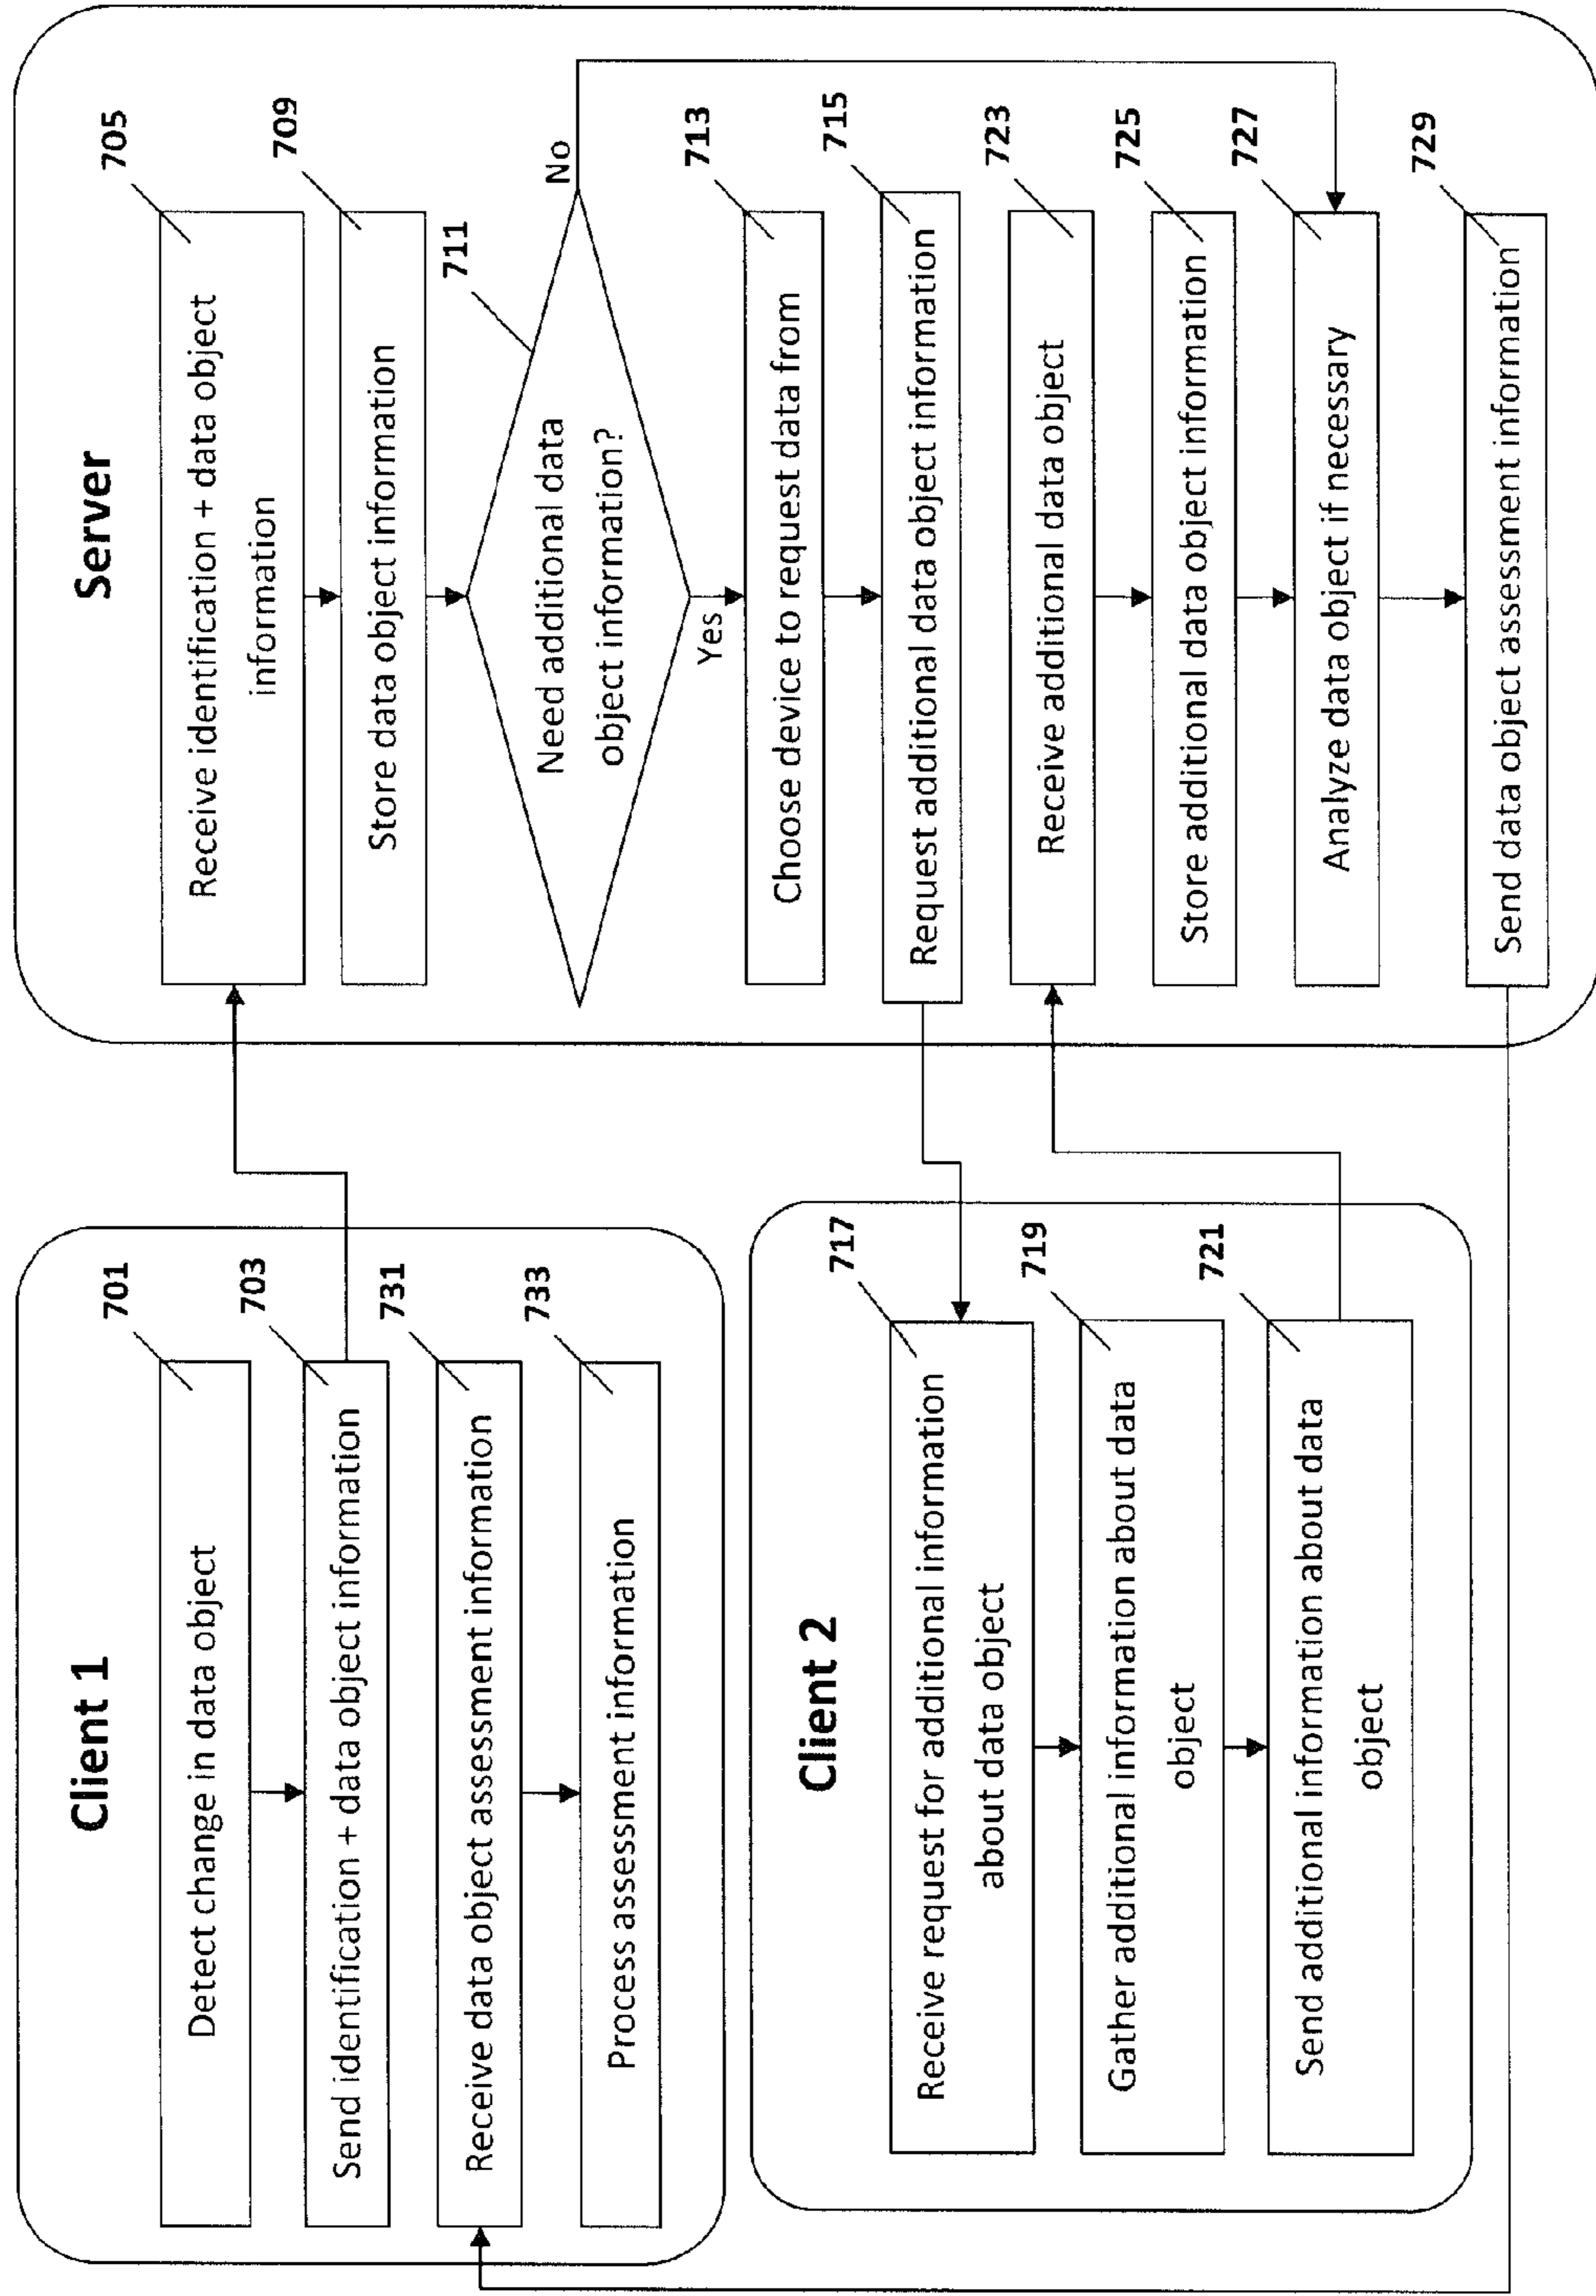 Client 1
701
Detect change in data object
703
Send identification + data object information
731
Receive data object assessment information
733
Process assessment information
Client 2
717
Receive request for additional information
about data object
719
Gather additional information about data
object
721
Send additional information about data
object
Server
705
Receive identification + data object
information
709
Store data object information
711
Need additional data
object information?
No
Yes
713
Choose device to request data from
715
Request additional data object information
723
Receive additional data object
725
Store additional data object information
727
Analyze data object if necessary
729
Send data object assessment information